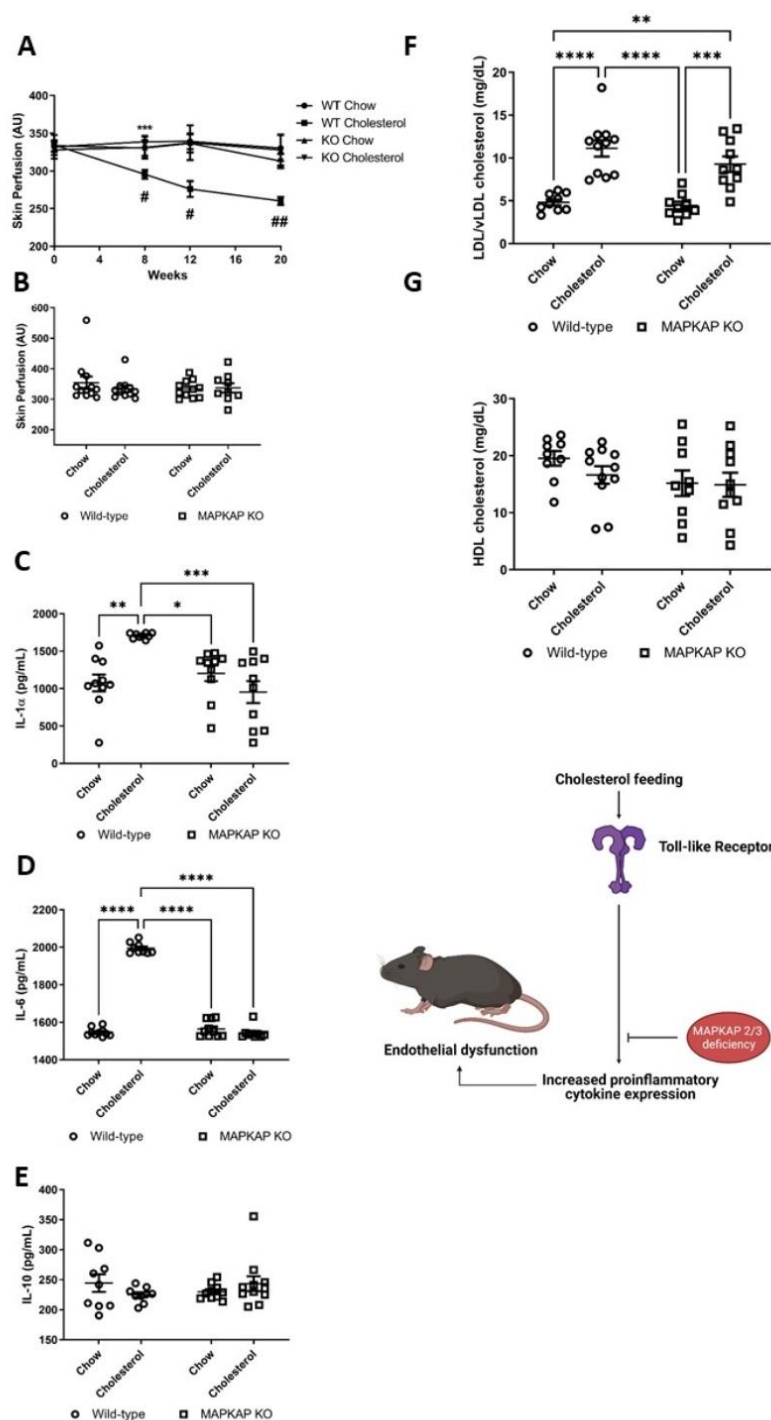 A
400
350
300
250
200
Skin Perfusion (AU)
***
#
#
##
0 4 8 12 16 20
Weeks
WT Chow
WT Cholesterol
KO Chow
KO Cholesterol
B
600
500
400
300
200
Skin Perfusion (AU)
Chow
Cholesterol
Chow
Cholesterol
Wild-type MAPKAP KO
C
***
** *
2000
1500
1000
500
0
IL-1α (pg/mL)
Chow
Cholesterol
Chow
Cholesterol
Wild-type MAPKAP KO
D
****
**** ****
2200
2000
1800
1600
1400
IL-6 (pg/mL)
Chow
Cholesterol
Chow
Cholesterol
Wild-type MAPKAP KO
E
400
350
300
250
200
150
IL-10 (pg/mL)
Chow
Cholesterol
Chow
Cholesterol
Wild-type MAPKAP KO
F
**
**** **** ***
20
15
10
5
0
LDL/vLDL cholesterol (mg/dL)
Chow
Cholesterol
Chow
Cholesterol
Wild-type MAPKAP KO
G
30
20
10
0
HDL cholesterol (mg/dL)
Chow
Cholesterol
Chow
Cholesterol
Wild-type MAPKAP KO
Cholesterol feeding
Toll-like Receptor
MAPKAP 2/3
deficiency
Increased proinflammatory
cytokine expression
Endothelial dysfunction